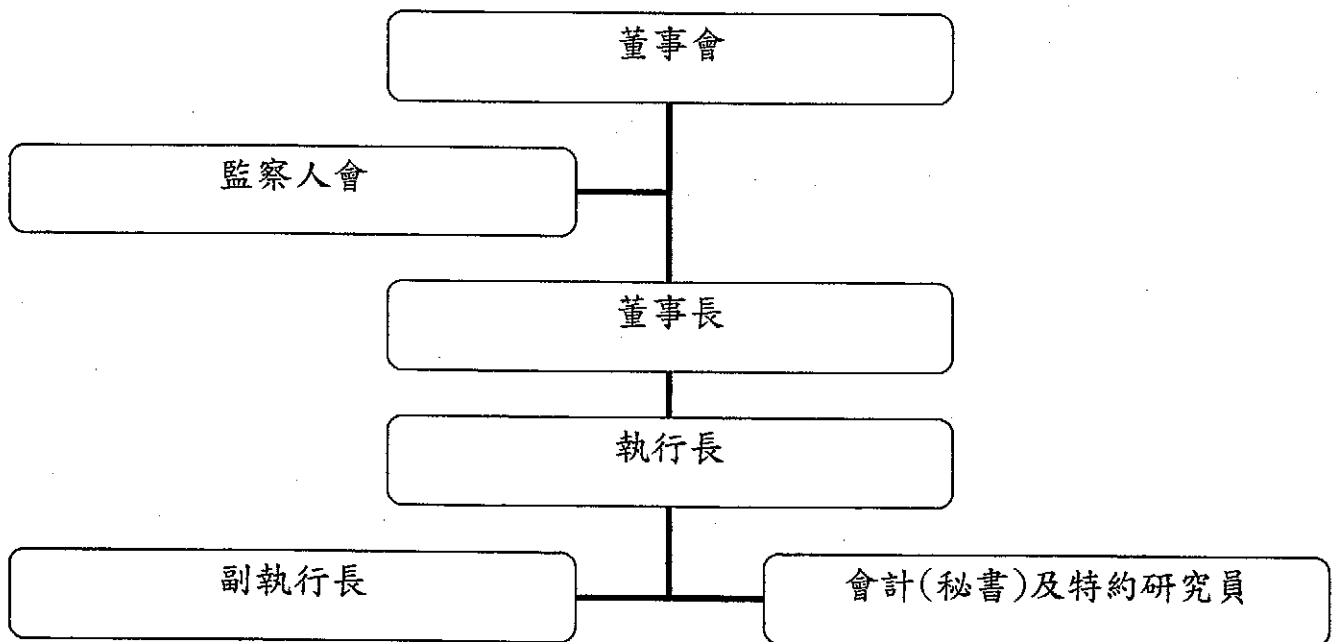 董事會
監察人會
董事長
執行長
副執行長
會計(秘書)及特約研究員